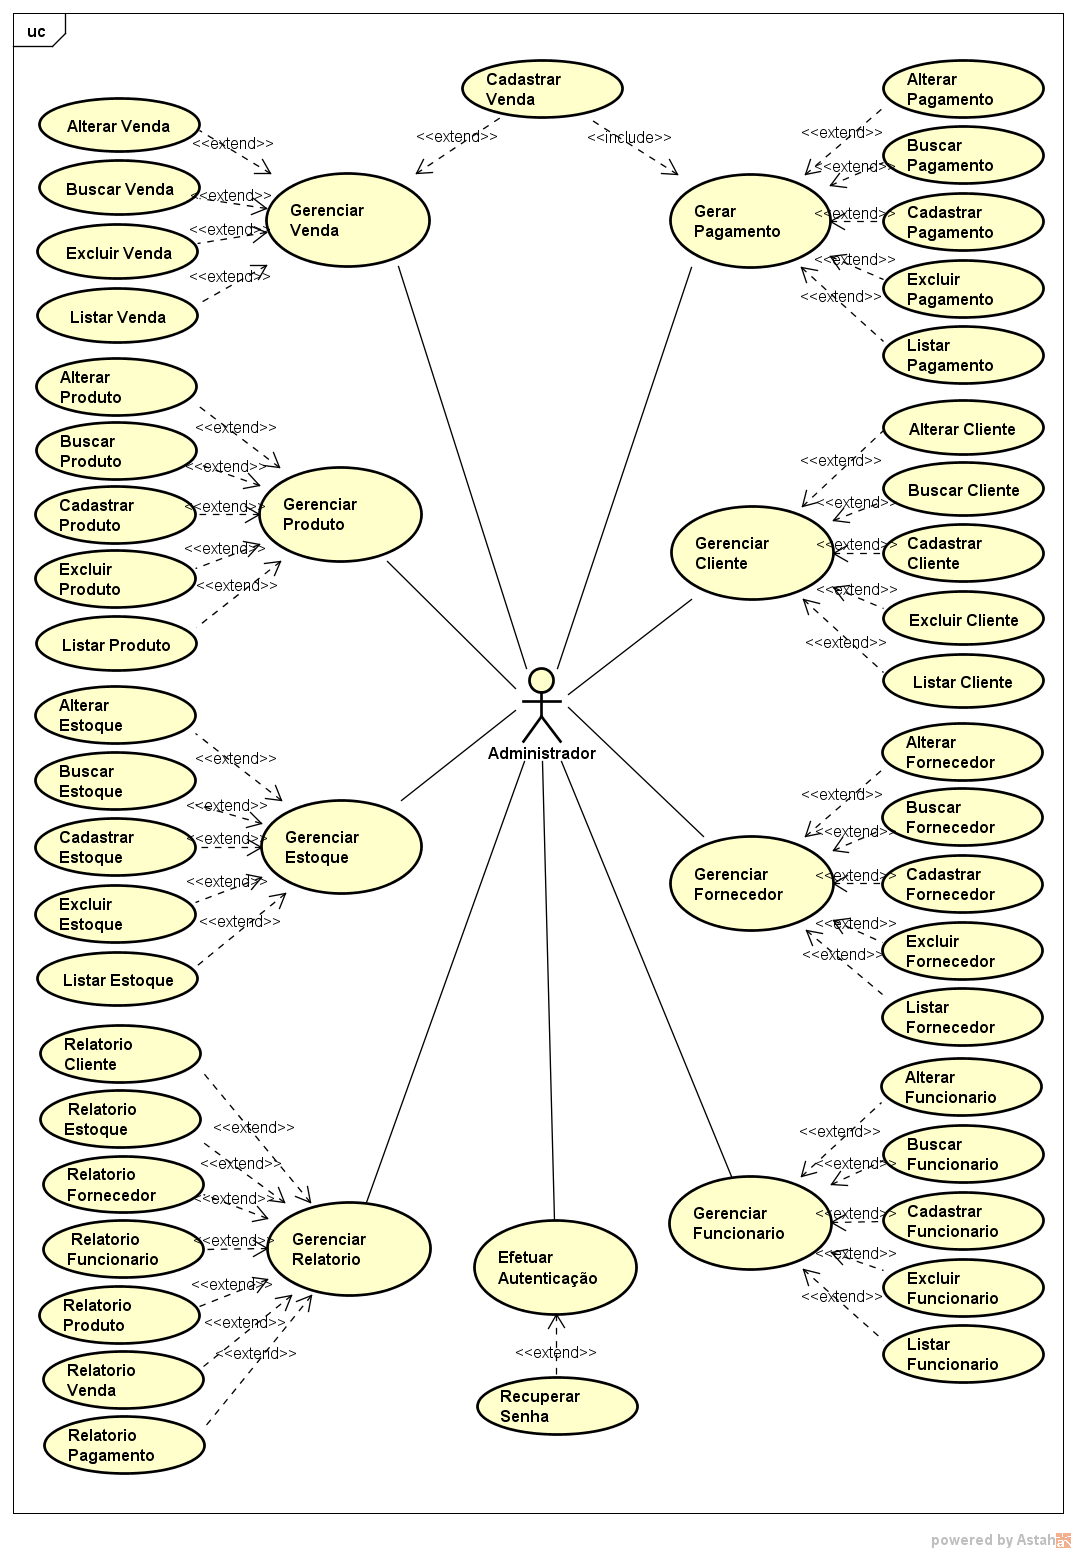 uc
Cadastrar
Venda
<<extend>>
<<include>>
Alterar Venda
<<extend>>
Buscar Venda
<<extend>>
Excluir Venda
<<extend>>
Listar Venda
<<extend>>
Gerenciar
Venda
Gerar
Pagamento
Alterar
Pagamento
<<extend>>
Buscar
Pagamento
<<extend>>
Cadastrar
Pagamento
<<extend>>
Excluir
Pagamento
<<extend>>
Listar
Pagamento
<<extend>>
Alterar
Produto
<<extend>>
Buscar
Produto
<<extend>>
Cadastrar
Produto
<<extend>>
Excluir
Produto
<<extend>>
Listar Produto
<<extend>>
Gerenciar
Produto
Gerenciar
Cliente
Alterar Cliente
<<extend>>
Buscar Cliente
<<extend>>
Cadastrar
Cliente
<<extend>>
Excluir Cliente
<<extend>>
Listar Cliente
<<extend>>
Administrador
Alterar
Estoque
<<extend>>
Buscar
Estoque
<<extend>>
Cadastrar
Estoque
<<extend>>
Excluir
Estoque
<<extend>>
Listar Estoque
<<extend>>
Gerenciar
Estoque
Gerenciar
Fornecedor
Alterar
Fornecedor
<<extend>>
Buscar
Fornecedor
<<extend>>
Cadastrar
Fornecedor
<<extend>>
Excluir
Fornecedor
<<extend>>
Listar
Fornecedor
<<extend>>
Relatorio
Cliente
<<extend>>
Relatorio
Estoque
<<extend>>
Relatorio
Fornecedor
<<extend>>
Relatorio
Funcionario
<<extend>>
Relatorio
Produto
<<extend>>
Relatorio
Venda
<<extend>>
Relatorio
Pagamento
<<extend>>
Gerenciar
Relatorio
Efetuar
Autenticação
<<extend>>
Recuperar
Senha
Gerenciar
Funcionario
Alterar
Funcionario
<<extend>>
Buscar
Funcionario
<<extend>>
Cadastrar
Funcionario
<<extend>>
Excluir
Funcionario
<<extend>>
Listar
Funcionario
<<extend>>
powered by Astah